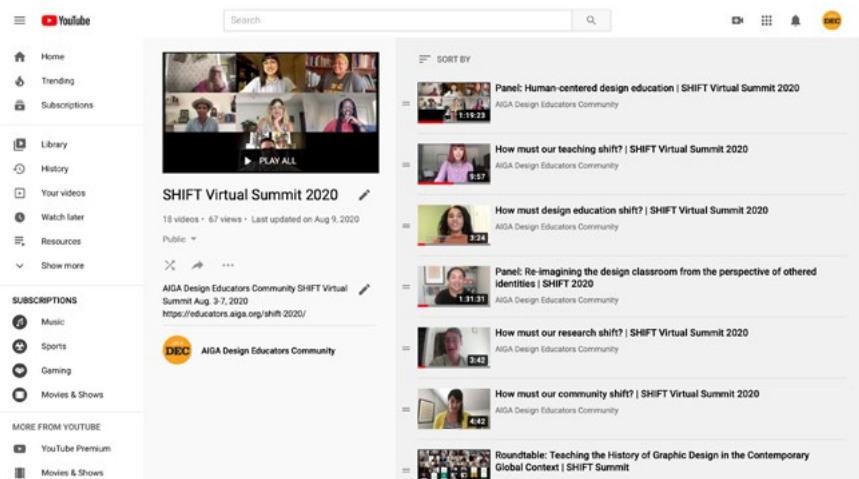 YouTube
Search
DEC
Home
Trending
Subscriptions
Library
History
Your videos
Watch later
Resources
Show more
SUBSCRIPTIONS
Music
Sports
Gaming
Movies & Shows
MORE FROM YOUTUBE
YouTube Premium
Movies & Shows
PLAY ALL
SHIFT Virtual Summit 2020
18 videos • 67 views • Last updated on Aug 9, 2020
Public
AIGA Design Educators Community SHIFT Virtual
Summit Aug. 3-7, 2020
https://educators.aiga.org/shift-2020/
DEC
AIGA Design Educators Community
SORT BY
1:19:23
Panel: Human-centered design education | SHIFT Virtual Summit 2020
AIGA Design Educators Community
9:57
How must our teaching shift? | SHIFT Virtual Summit 2020
AIGA Design Educators Community
3:24
How must design education shift? | SHIFT Virtual Summit 2020
AIGA Design Educators Community
1:31:31
Panel: Re-imagining the design classroom from the perspective of othered
identities | SHIFT 2020
AIGA Design Educators Community
3:42
How must our research shift? | SHIFT Virtual Summit 2020
AIGA Design Educators Community
4:42
How must our community shift? | SHIFT Virtual Summit 2020
AIGA Design Educators Community
Roundtable: Teaching the History of Graphic Design in the Contemporary
Global Context | SHIFT Summit